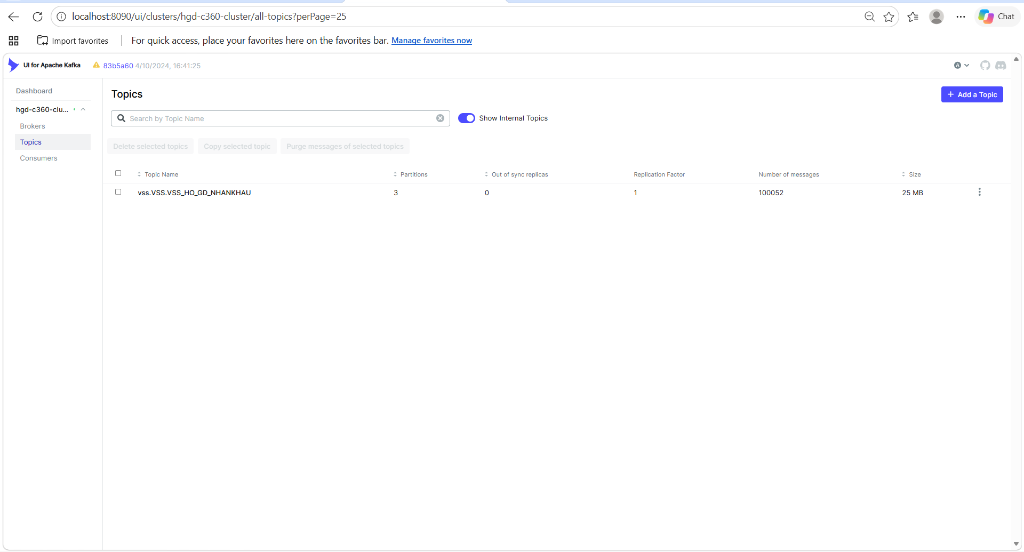 localhost:8090/ui/clusters/hgd-c360-cluster/all-topics?perPage=25
Chat
Import favorites
For quick access, place your favorites here on the favorites bar. Manage favorites now
UI for Apache Kafka
83b5a60 4/10/2024, 16:41:25
Dashboard
hgd-c360-clu...
Brokers
Topics
Consumers
Topics
+ Add a Topic
Search by Topic Name
Show Internal Topics
Delete selected topics
Copy selected topic
Purge messages of selected topics
Topic Name Partitions Out of sync replicas Replication Factor Number of messages Size
vss.VSS.VSS_HO_GD_NHANKHAU 3 0 1 100052 25 MB